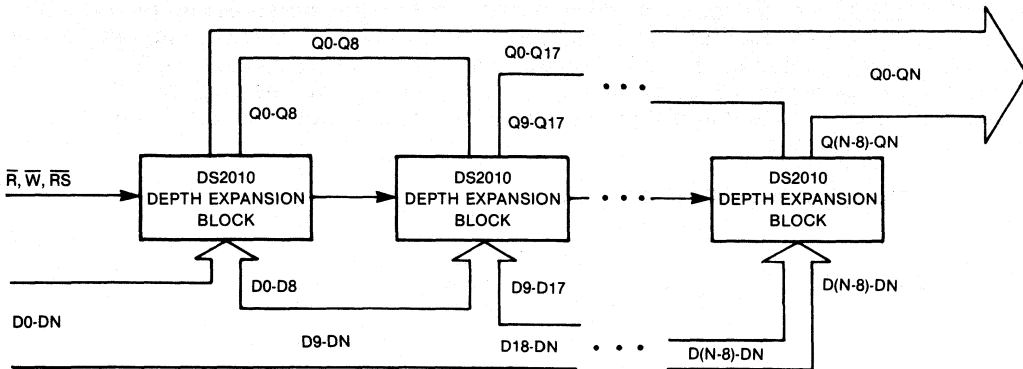 Q0-Q8
Q0-Q17
Q0-QN
Q0-Q8
Q9-Q17
Q(N-8)-QN
R̅, W̅, R̅S̅
DS2010
DEPTH EXPANSION
BLOCK
DS2010
DEPTH EXPANSION
BLOCK
DS2010
DEPTH EXPANSION
BLOCK
D0-D8
D9-D17
D(N-8)-DN
D0-DN
D9-DN
D18-DN
D(N-8)-DN